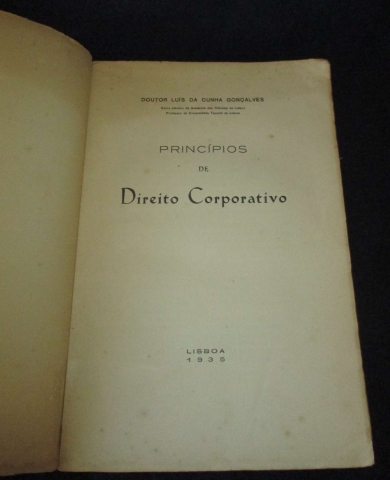 DOUTOR LUÍS DA CUNHA GONÇALVES
PRINCÍPIOS
DE
Direito Corporativo
LISBOA
1935